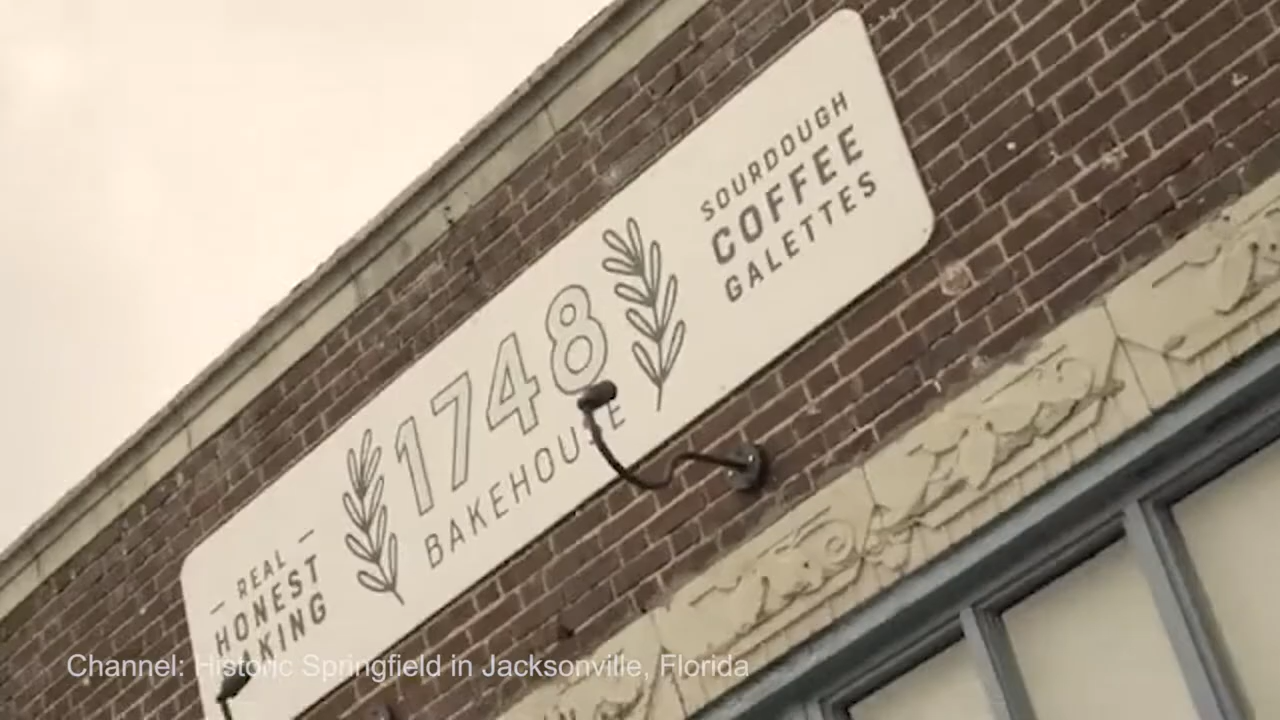 — REAL —
HONEST
BAKING
1748
BAKEHOUSE
SOURDOUGH
COFFEE
GALETTES
Channel: Historic Springfield in Jacksonville, Florida